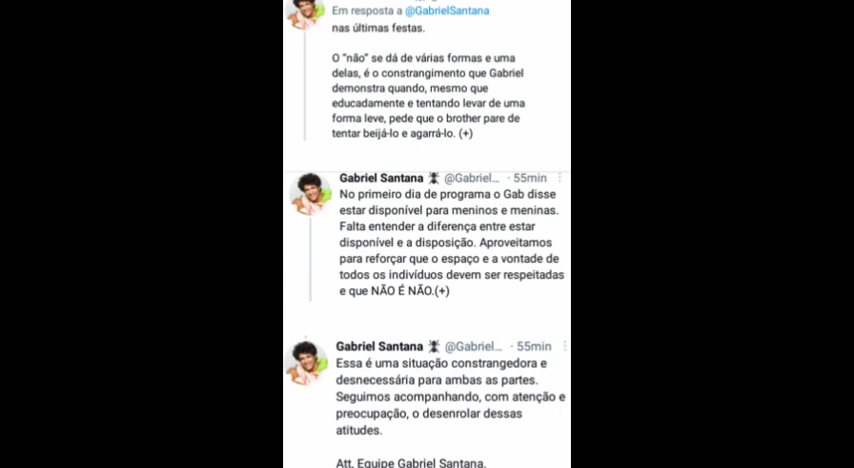 Em resposta a @GabrielSantana
nas últimas festas.
O "não" se dá de várias formas e uma
delas, é o constrangimento que Gabriel
demonstra quando, mesmo que
educadamente e tentando levar de uma
forma leve, pede que o brother pare de
tentar beijá-lo e agarrá-lo. (+)
Gabriel Santana @Gabriel... · 55min
No primeiro dia de programa o Gab disse
estar disponível para meninos e meninas.
Falta entender a diferença entre estar
disponível e a disposição. Aproveitamos
para reforçar que o espaço e a vontade de
todos os indivíduos devem ser respeitadas
e que NÃO É NÃO.(+)
Gabriel Santana @Gabriel... · 55min
Essa é uma situação constrangedora e
desnecessária para ambas as partes.
Seguimos acompanhando, com atenção e
preocupação, o desenrolar dessas
atitudes.
Att. Equipe Gabriel Santana.